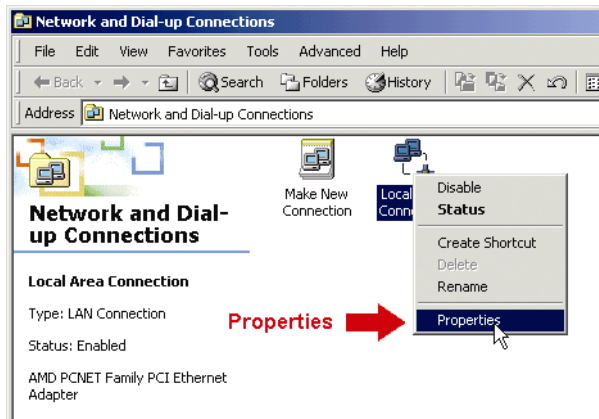 Network and Dial-up Connections
File Edit View Favorites Tools Advanced Help
Back Search Folders History
Address Network and Dial-up Connections
Make New
Connection
Local
Conn
Network and Dial-
up Connections
Local Area Connection
Type: LAN Connection
Status: Enabled
AMD PCNET Family PCI Ethernet
Adapter
Disable
Status
Create Shortcut
Delete
Rename
Properties
Properties